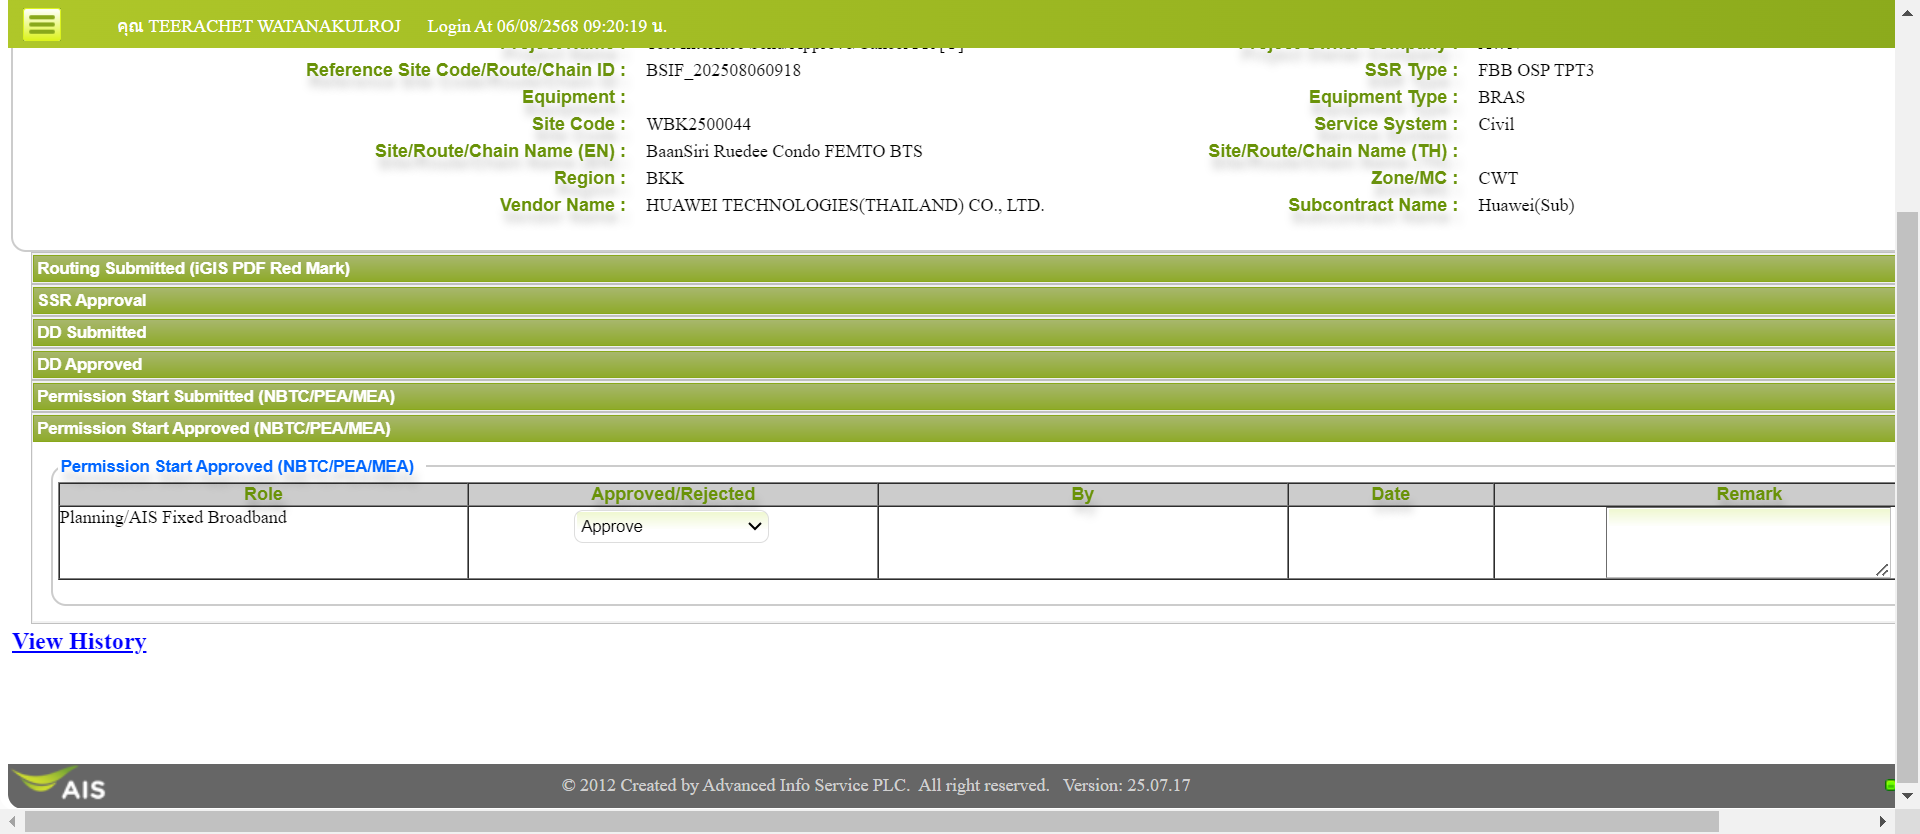 คุณ TEERACHET WATANAKULROJ Login At 06/08/2568 09:20:19 น.
Reference Site Code/Route/Chain ID : BSIF_202508060918 SSR Type : FBB OSP TPT3
Equipment : Equipment Type : BRAS
Site Code : WBK2500044 Service System : Civil
Site/Route/Chain Name (EN) : BaanSiri Ruedee Condo FEMTO BTS Site/Route/Chain Name (TH) :
Region : BKK Zone/MC : CWT
Vendor Name : HUAWEI TECHNOLOGIES(THAILAND) CO., LTD. Subcontract Name : Huawei(Sub)
Routing Submitted (iGIS PDF Red Mark)
SSR Approval
DD Submitted
DD Approved
Permission Start Submitted (NBTC/PEA/MEA)
Permission Start Approved (NBTC/PEA/MEA)
Permission Start Approved (NBTC/PEA/MEA)
Role Approved/Rejected By Date Remark
Planning/AIS Fixed Broadband Approve
View History
AIS © 2012 Created by Advanced Info Service PLC. All right reserved. Version: 25.07.17